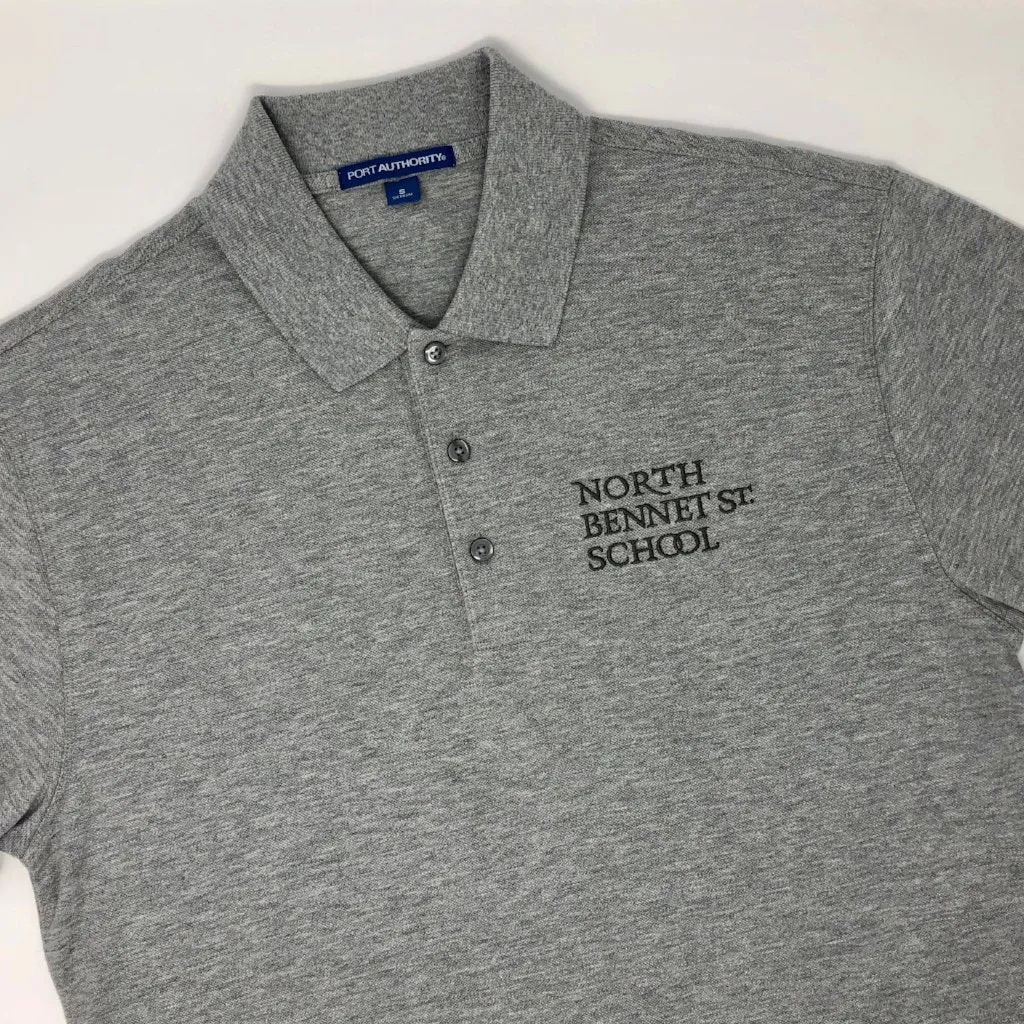 PORT AUTHORITY®
S
NORTH
BENNET ST.
SCHOOL